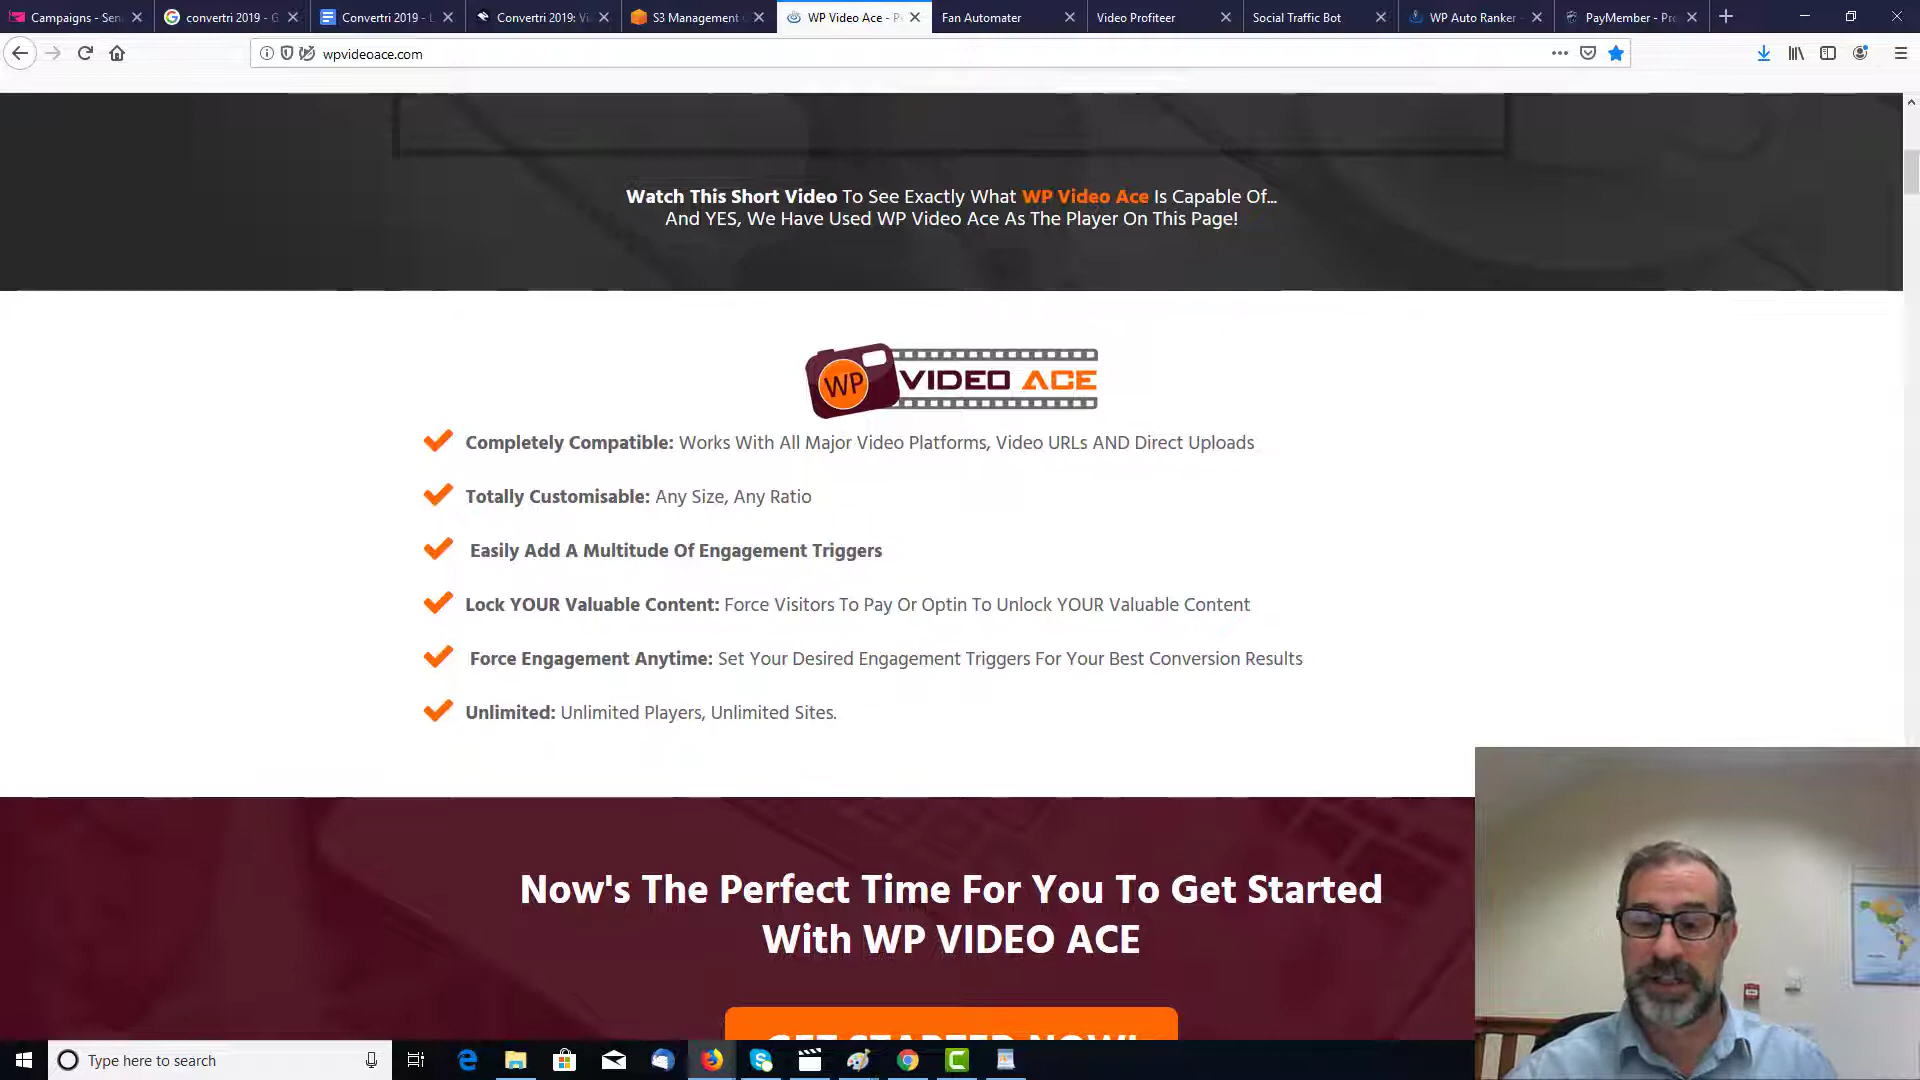 Campaigns - Sen
convertri 2019 - G
Convertri 2019 - L
Convertri 2019: Vi
S3 Management C
WP Video Ace - P
Fan Automater
Video Profiteer
Social Traffic Bot
WP Auto Ranker -
PayMember - Pro
wpvideoace.com
Watch This Short Video To See Exactly What WP Video Ace Is Capable Of...
And YES, We Have Used WP Video Ace As The Player On This Page!
WP VIDEO ACE
Completely Compatible: Works With All Major Video Platforms, Video URLs AND Direct Uploads
Totally Customisable: Any Size, Any Ratio
Easily Add A Multitude Of Engagement Triggers
Lock YOUR Valuable Content: Force Visitors To Pay Or Optin To Unlock YOUR Valuable Content
Force Engagement Anytime: Set Your Desired Engagement Triggers For Your Best Conversion Results
Unlimited: Unlimited Players, Unlimited Sites.
Now's The Perfect Time For You To Get Started
With WP VIDEO ACE
GET STARTED NOW!
Type here to search